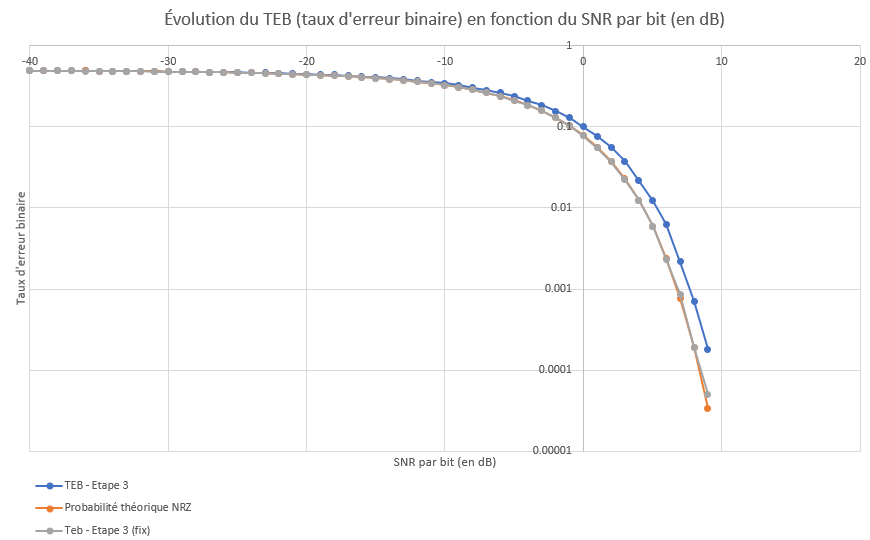 Évolution du TEB (taux d'erreur binaire) en fonction du SNR par bit (en dB)
1
-40 -30 -20 -10 0 10 20
0.1
0.01
0.001
0.0001
0.00001
Taux d'erreur binaire
SNR par bit (en dB)
TEB - Etape 3
Probabilité théorique NRZ
Teb - Etape 3 (fix)